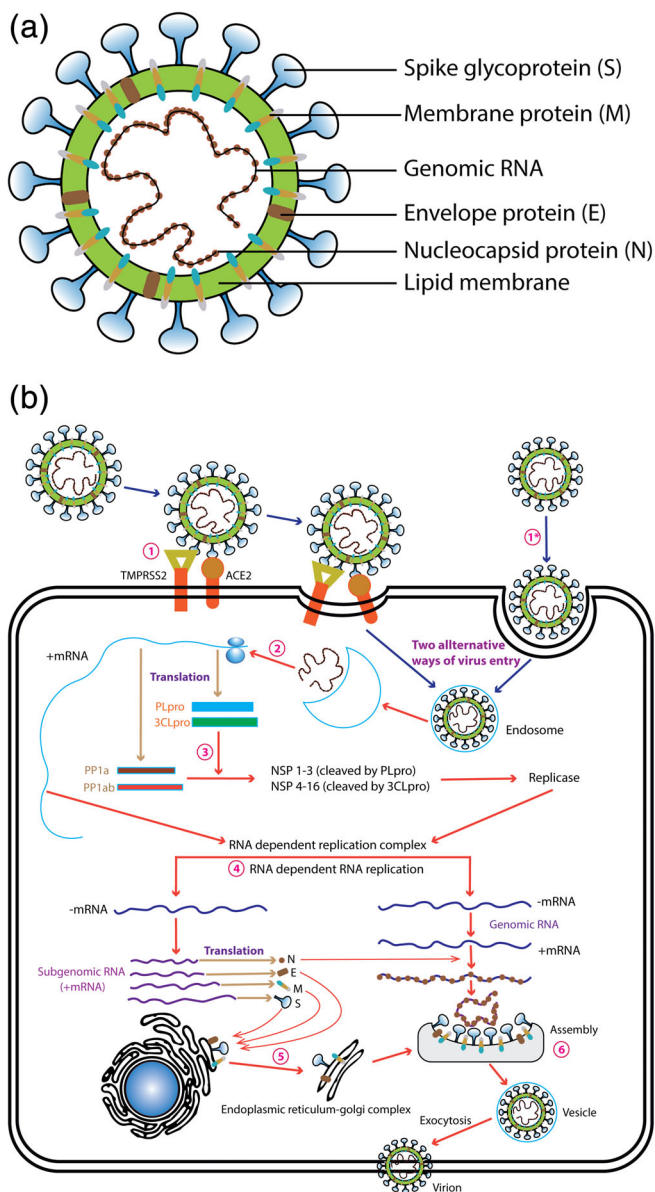 (a)
Spike glycoprotein (S)
Membrane protein (M)
Genomic RNA
Envelope protein (E)
Nucleocapsid protein (N)
Lipid membrane
(b)
1*
1
TMPRSS2
ACE2
+mRNA
2
Two allternative
ways of virus entry
Translation
PLpro
3CLpro
Endosome
3
PP1a
PP1ab
NSP 1-3 (cleaved by PLpro)
NSP 4-16 (cleaved by 3CLpro)
Replicase
RNA dependent replication complex
4 RNA dependent RNA replication
-mRNA
-mRNA
Genomic RNA
+mRNA
Translation
Subgenomic RNA
(+mRNA)
N
E
M
S
Assembly
6
5
Endoplasmic reticulum-golgi complex
Vesicle
Exocytosis
Virion